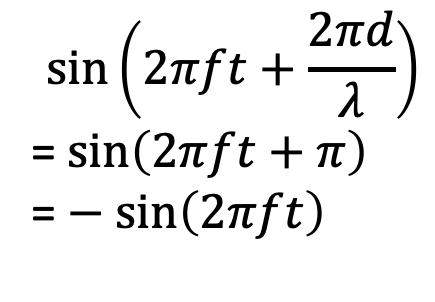 sin(2πft + 2πd/λ)
= sin(2πft + π)
= − sin(2πft)